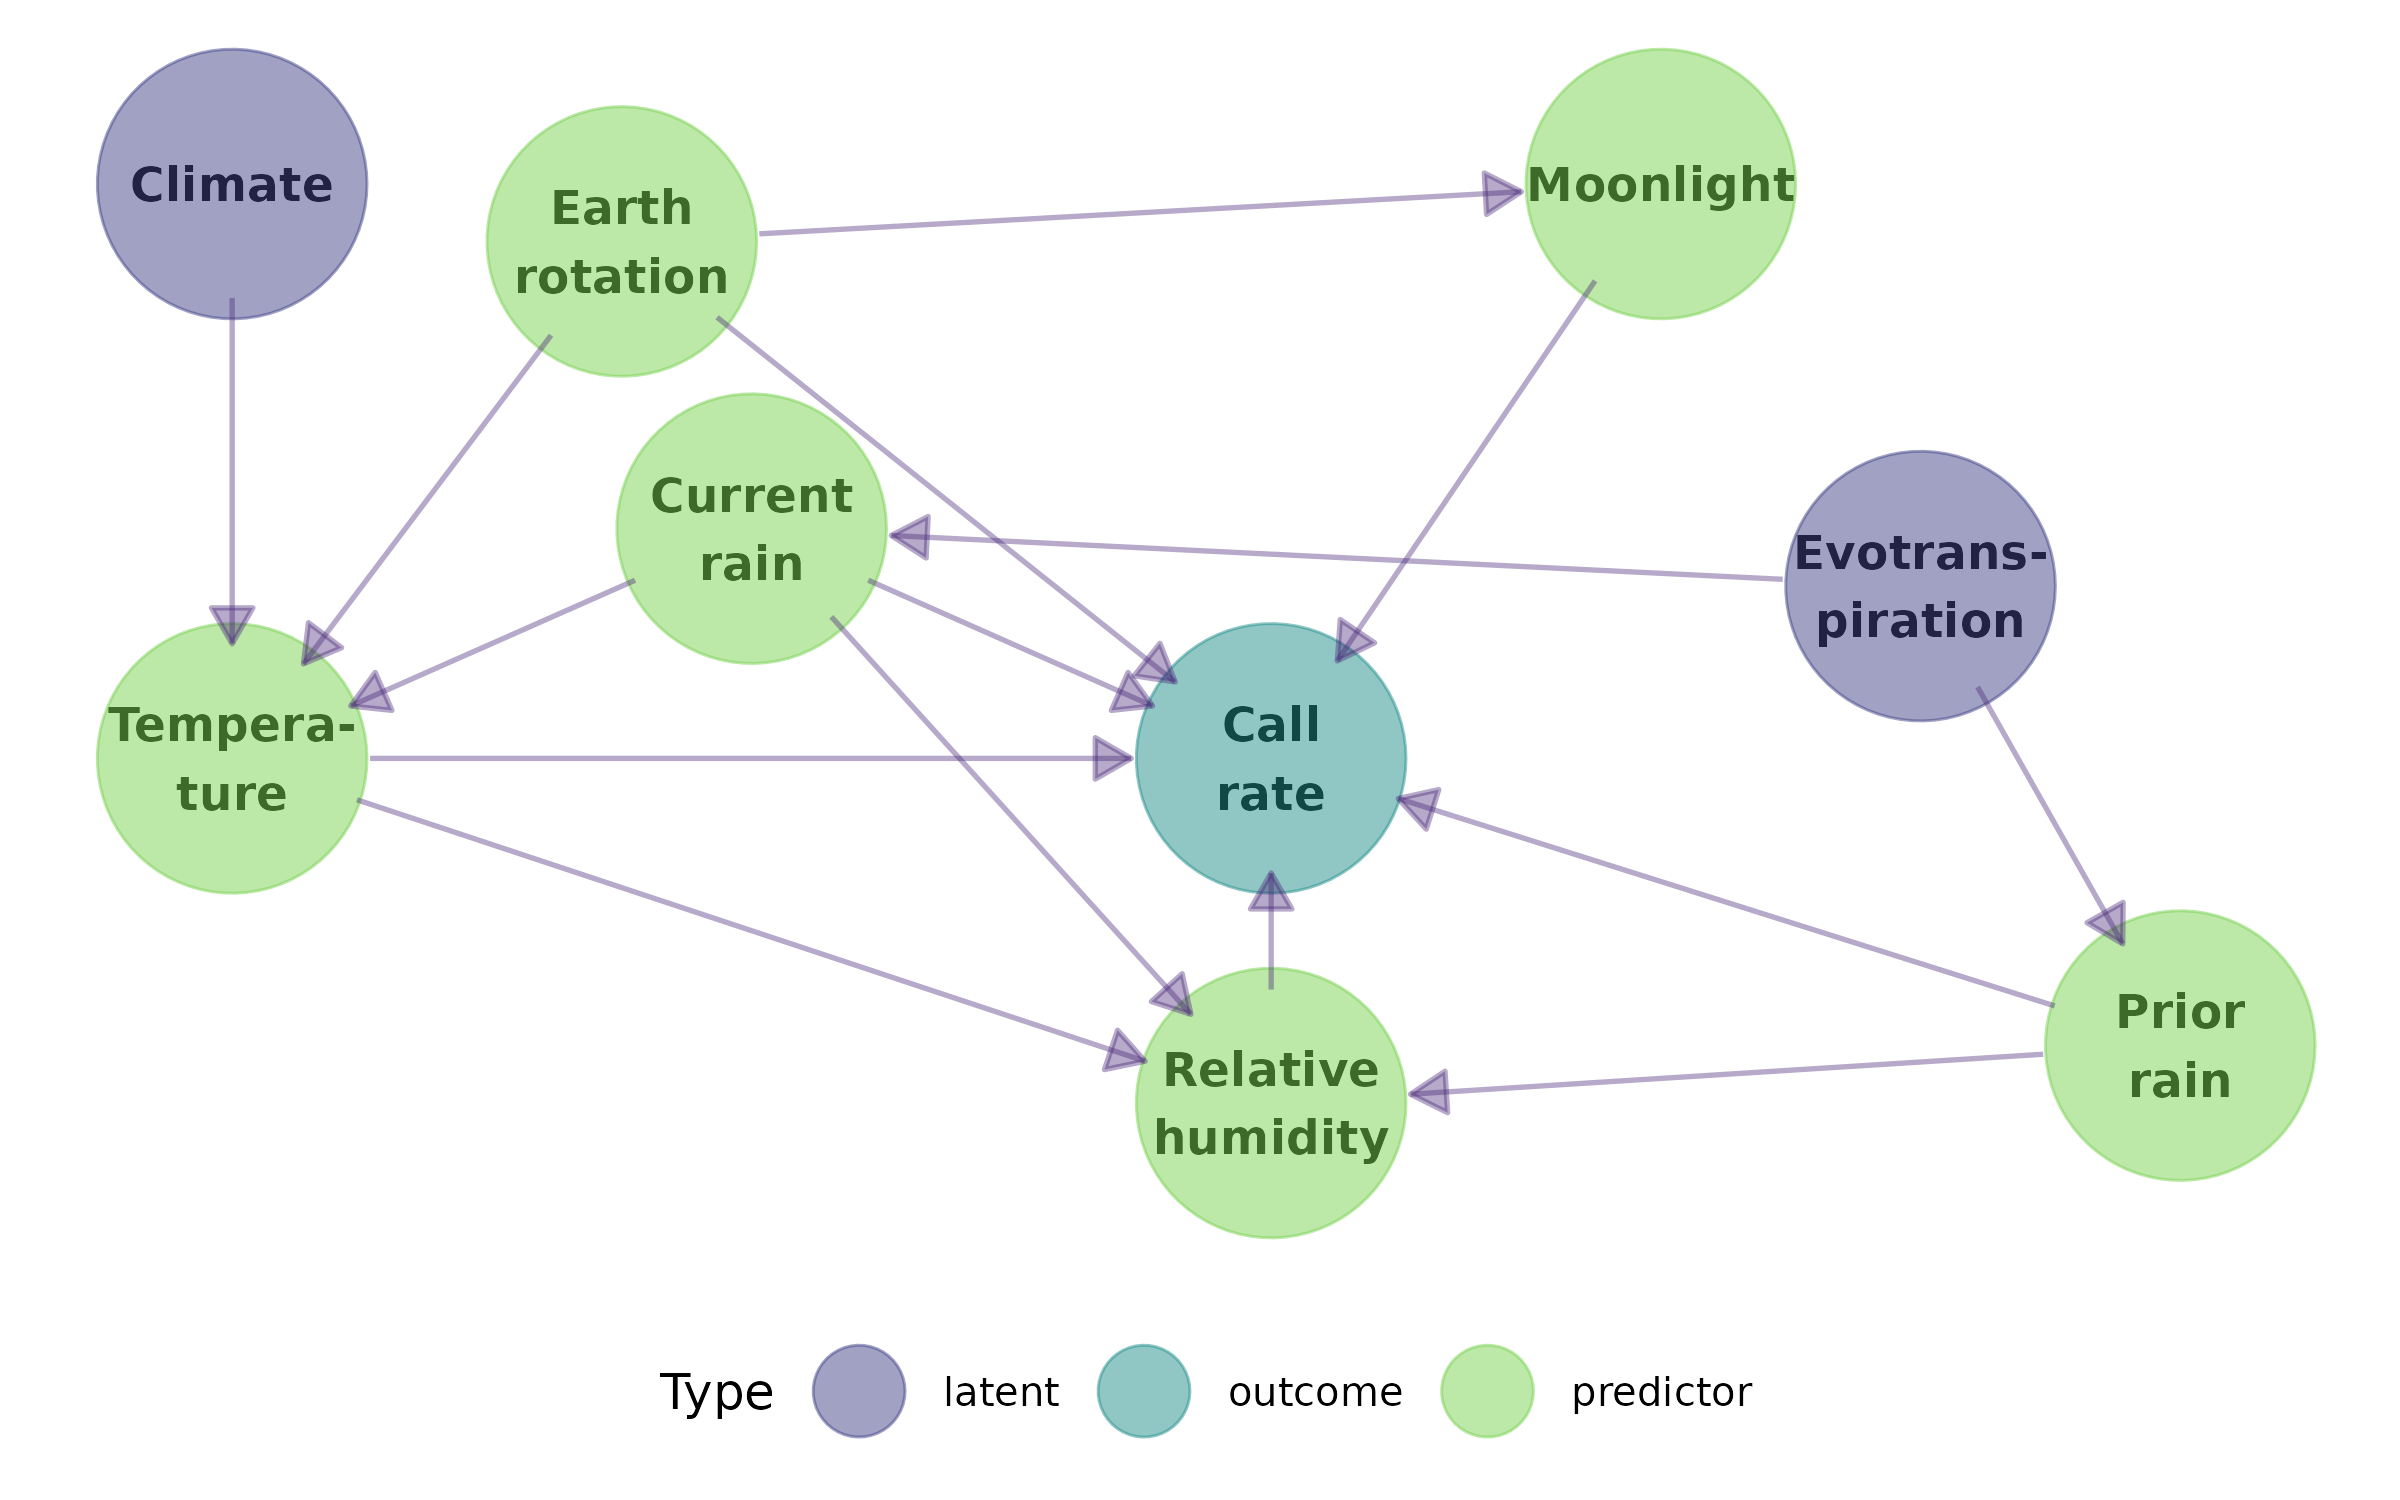 Climate
Earth
rotation
Moonlight
Current
rain
Evotrans-
piration
Tempera-
ture
Call
rate
Prior
rain
Relative
humidity
Type
latent
outcome
predictor